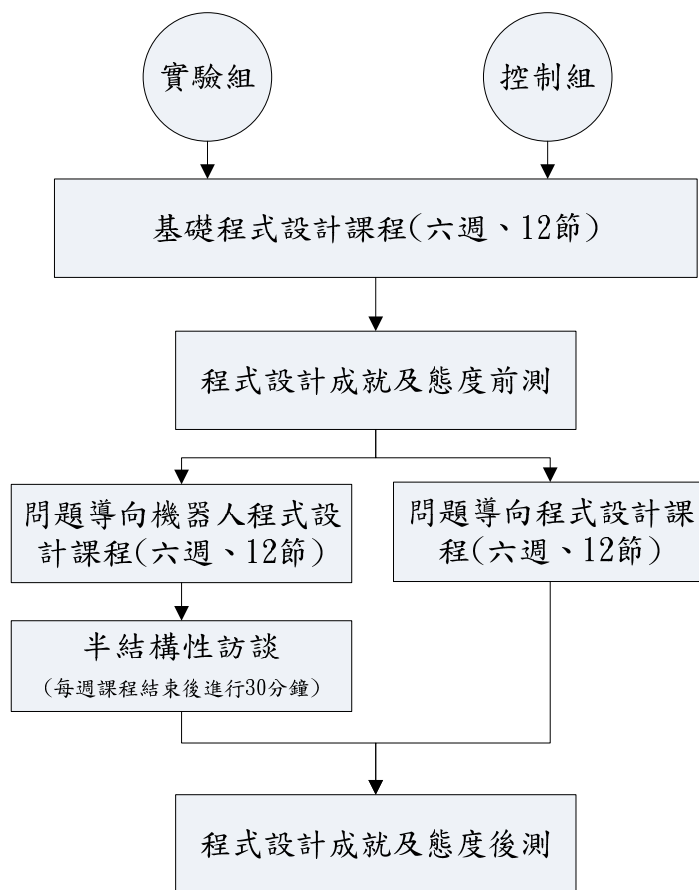 實驗組
控制組
基礎程式設計課程(六週、12節)
程式設計成就及態度前測
問題導向機器人程式設
計課程(六週、12節)
問題導向程式設計課
程(六週、12節)
半結構性訪談
(每週課程結束後進行30分鐘)
程式設計成就及態度後測